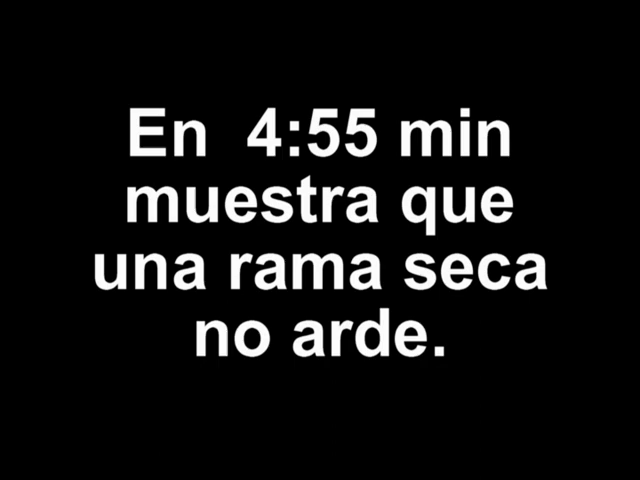 En  4:55 min
muestra que
una rama seca
no arde.